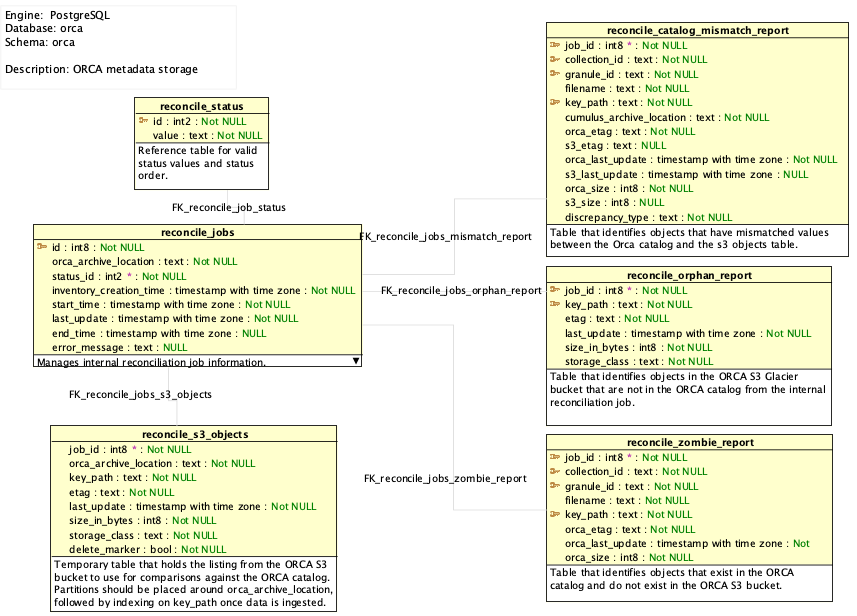 Engine: PostgreSQL
Database: orca
Schema: orca
Description: ORCA metadata storage
reconcile_status
id : int2 : Not NULL
value : text : Not NULL
Reference table for valid
status values and status
order.
FK_reconcile_job_status
reconcile_jobs
id : int8 : Not NULL
orca_archive_location : text : Not NULL
status_id : int2 * : Not NULL
inventory_creation_time : timestamp with time zone : Not NULL
start_time : timestamp with time zone : Not NULL
last_update : timestamp with time zone : Not NULL
end_time : timestamp with time zone : NULL
error_message : text : NULL
Manages internal reconciliation job information.
FK_reconcile_jobs_s3_objects
reconcile_s3_objects
job_id : int8 * : Not NULL
orca_archive_location : text : Not NULL
key_path : text : Not NULL
etag : text : Not NULL
last_update : timestamp with time zone : Not NULL
size_in_bytes : int8 : Not NULL
storage_class : text : Not NULL
delete_marker : bool : Not NULL
Temporary table that holds the listing from the ORCA S3
bucket to use for comparisons against the ORCA catalog.
Partitions should be placed around orca_archive_location,
followed by indexing on key_path once data is ingested.
FK_reconcile_jobs_mismatch_report
FK_reconcile_jobs_orphan_report
FK_reconcile_jobs_zombie_report
reconcile_catalog_mismatch_report
job_id : int8 * : Not NULL
collection_id : text : Not NULL
granule_id : text : Not NULL
filename : text : Not NULL
key_path : text : Not NULL
cumulus_archive_location : text : Not NULL
orca_etag : text : Not NULL
s3_etag : text : NULL
orca_last_update : timestamp with time zone : Not NULL
s3_last_update : timestamp with time zone : NULL
orca_size : int8 : Not NULL
s3_size : int8 : NULL
discrepancy_type : text : Not NULL
Table that identifies objects that have mismatched values
between the Orca catalog and the s3 objects table.
reconcile_orphan_report
job_id : int8 * : Not NULL
key_path : text : Not NULL
etag : text : Not NULL
last_update : timestamp with time zone : Not NULL
size_in_bytes : int8 : Not NULL
storage_class : text : Not NULL
Table that identifies objects in the ORCA S3 Glacier
bucket that are not in the ORCA catalog from the internal
reconciliation job.
reconcile_zombie_report
job_id : int8 * : Not NULL
collection_id : text : Not NULL
granule_id : text : Not NULL
filename : text : Not NULL
key_path : text : Not NULL
orca_etag : text : Not NULL
orca_last_update : timestamp with time zone : Not
orca_size : int8 : Not NULL
Table that identifies objects that exist in the ORCA
catalog and do not exist in the ORCA S3 bucket.